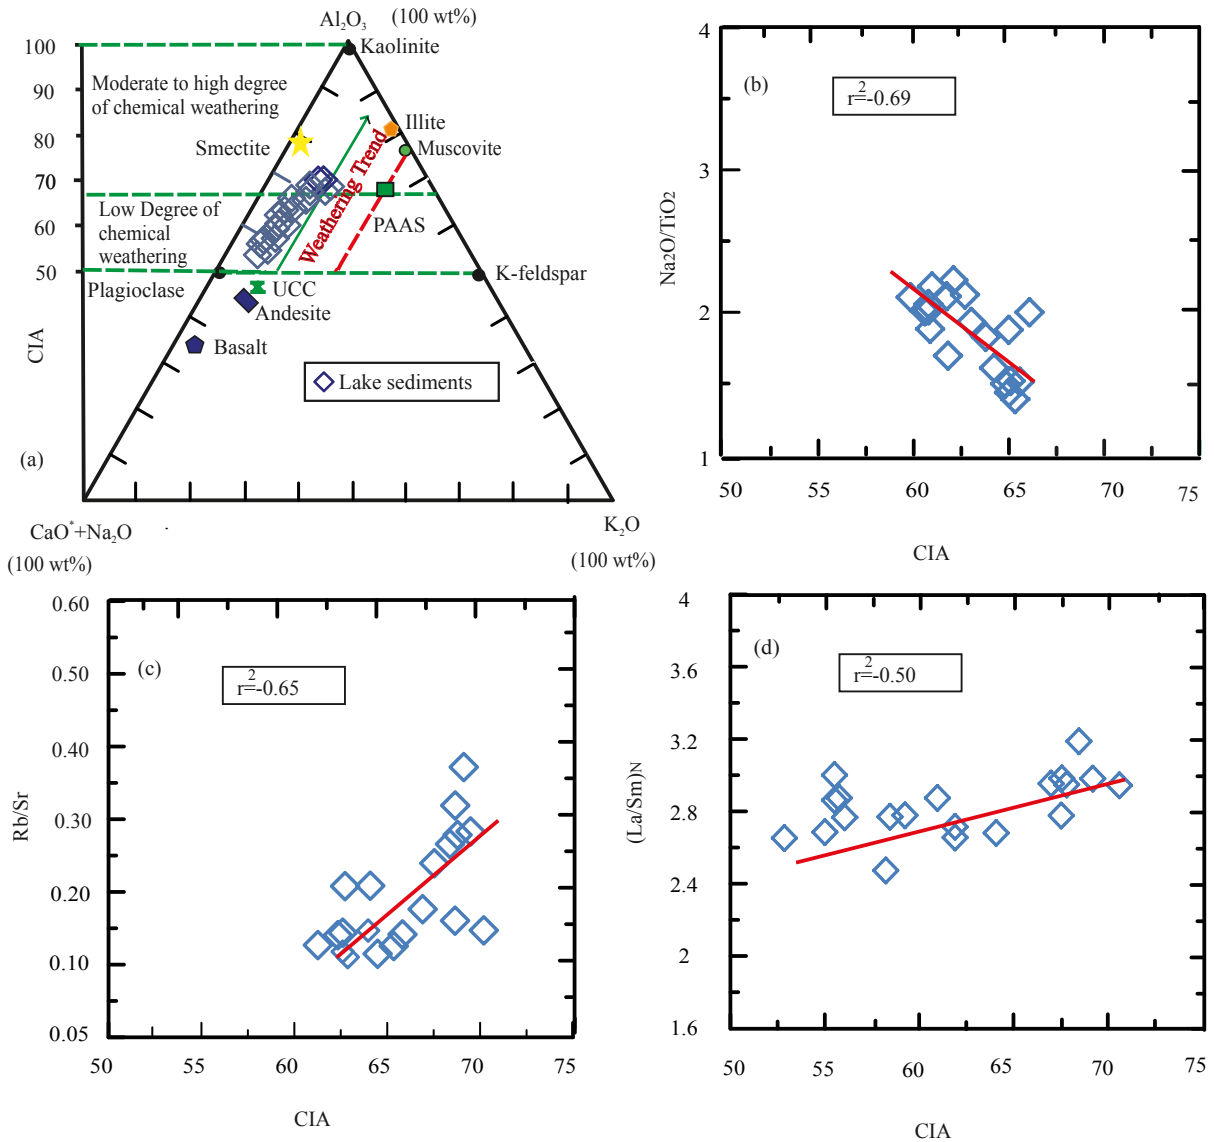 Al₂O₃ (100 wt%)
100
Kaolinite
90
Moderate to high degree
of chemical weathering
80
Illite
Smectite
Muscovite
70
Weathering Trend
60
Low Degree of
chemical
weathering
PAAS
50
Plagioclase
K-feldspar
UCC
Andesite
CIA
Basalt
Lake sediments
(a)
CaO*+Na₂O
(100 wt%)
K₂O
(100 wt%)
4
(b)
r²=-0.69
3
Na₂O/TiO₂
2
1
50 55 60 65 70 75
CIA
0.60
(c)
0.50
r²=-0.65
0.40
Rb/Sr
0.30
0.20
0.10
0.05
50 55 60 65 70 75
CIA
4
(d)
3.6
r²=-0.50
3.2
(La/Sm)N
2.8
2.4
2
1.6
50 55 60 65 70 75
CIA